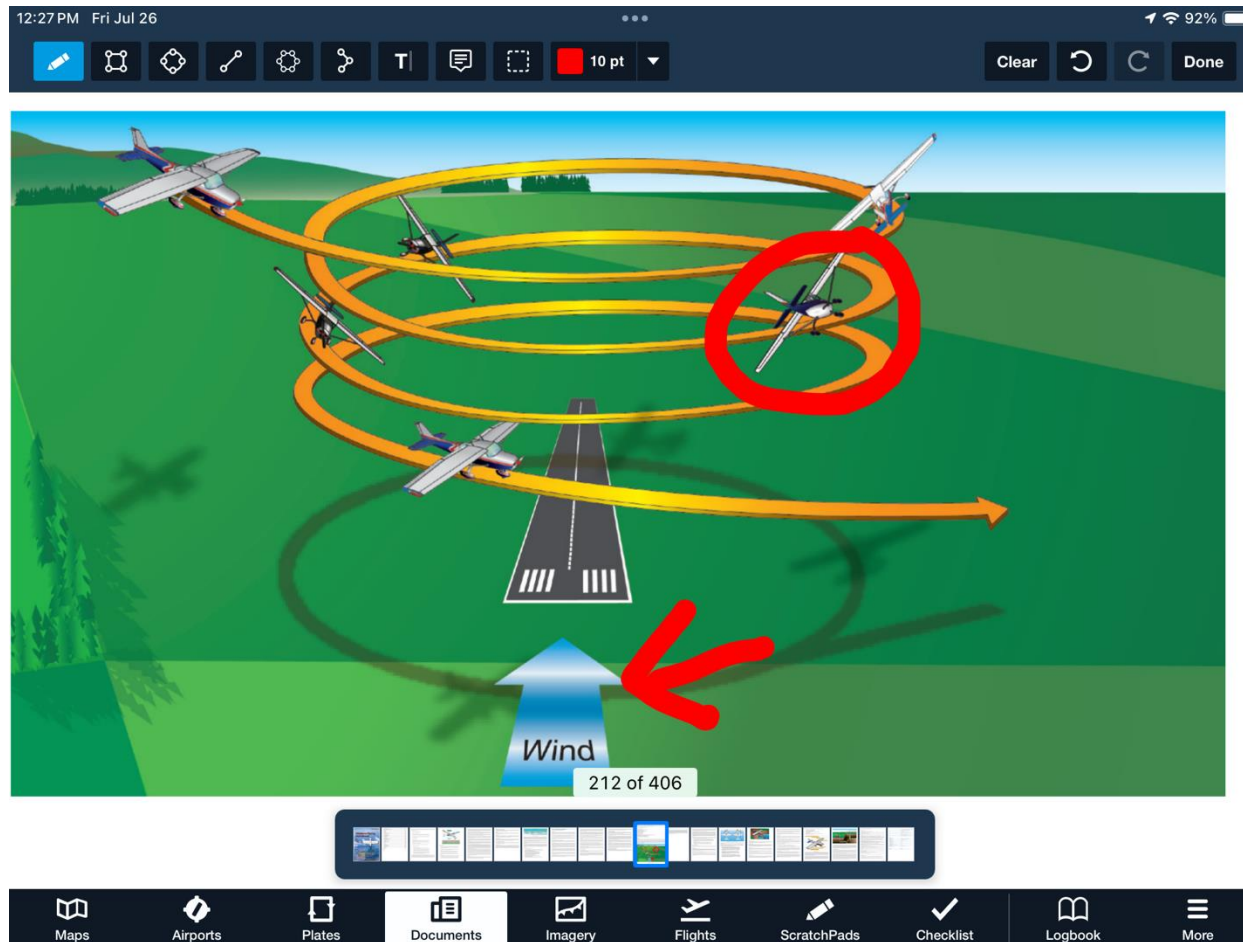 12:27 PM Fri Jul 26 92%
T 10 pt Clear Done
Wind
212 of 406
Maps Airports Plates Documents Imagery Flights ScratchPads Checklist Logbook More